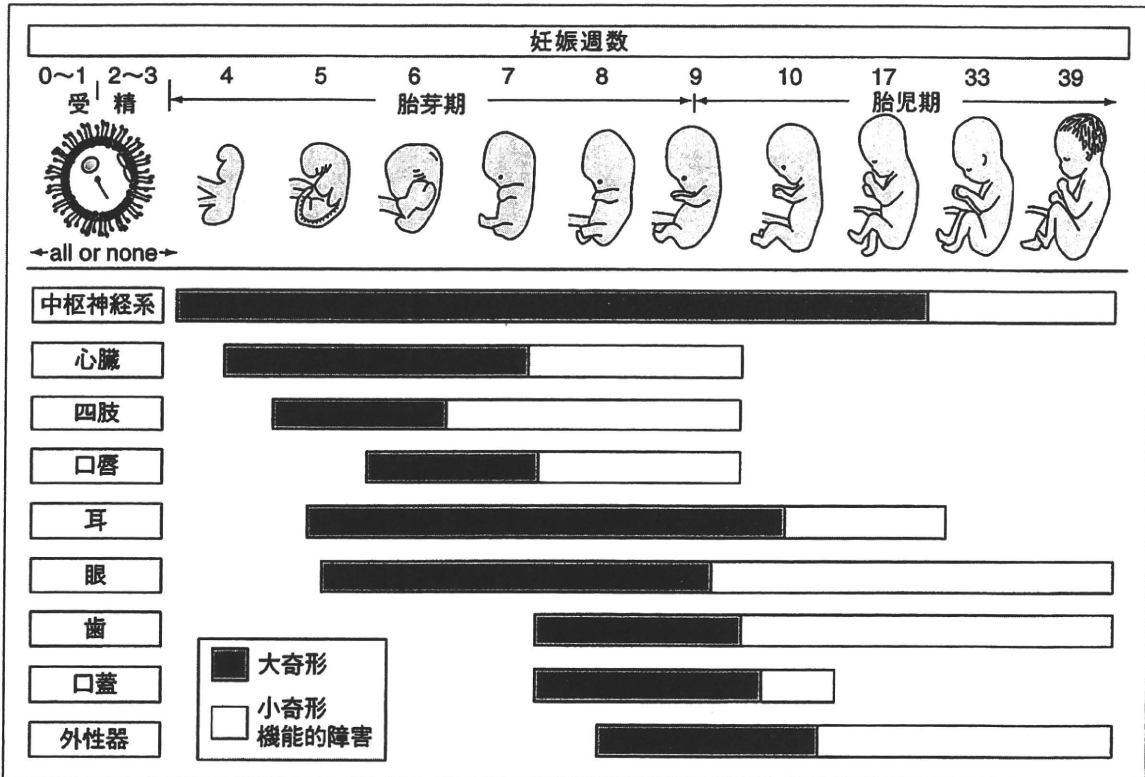 妊娠週数
0〜1 2〜3 4 5 6 7 8 9 10 17 33 39
受精 胎芽期 胎児期
all or none
中枢神経系
心臓
四肢
口唇
耳
眼
歯
口蓋
外性器
大奇形
小奇形
機能的障害